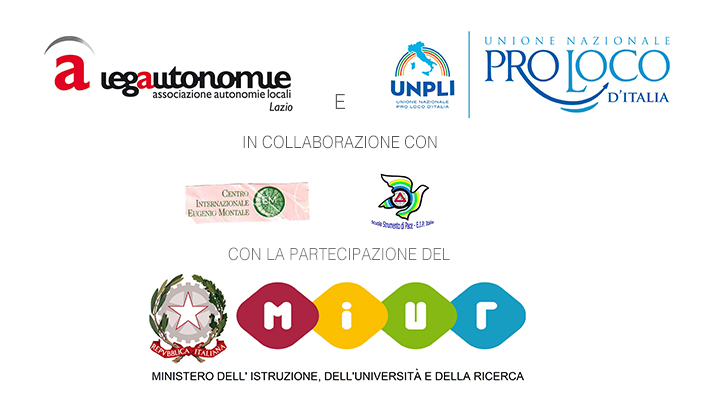 a legautonomie
associazione autonomie locali
Lazio
E
UNPLI
UNIONE NAZIONALE
PRO LOCO D'ITALIA
UNIONE NAZIONALE
PRO LOCO
D'ITALIA
IN COLLABORAZIONE CON
CENTRO
INTERNAZIONALE
EUGENIO MONTALE
Scuola Strumento di Pace - E.I.P. Italia
CON LA PARTECIPAZIONE DEL
REPVBBLICA ITALIANA
MiUr
MINISTERO DELL' ISTRUZIONE, DELL'UNIVERSITÀ E DELLA RICERCA